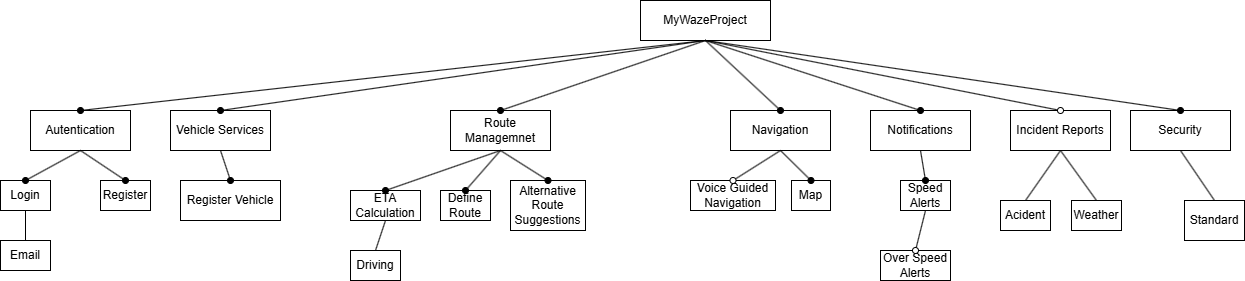 MyWazeProject
Autentication
Vehicle Services
Route
Managemnet
Navigation
Notifications
Incident Reports
Security
Login
Register
Register Vehicle
ETA
Calculation
Define
Route
Alternative
Route
Suggestions
Voice Guided
Navigation
Map
Speed
Alerts
Acident
Weather
Standard
Email
Driving
Over Speed
Alerts